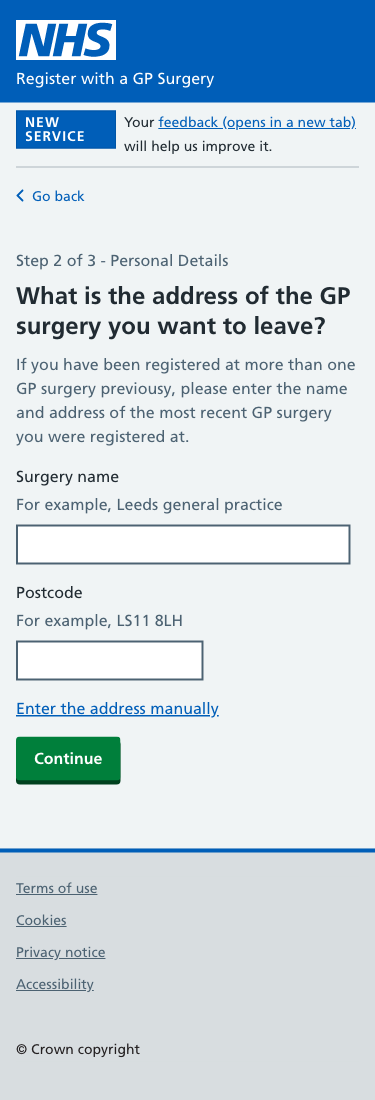 NHS
Register with a GP Surgery
NEW
SERVICE
Your feedback (opens in a new tab)
will help us improve it.
Go back
Step 2 of 3 - Personal Details
What is the address of the GP
surgery you want to leave?
If you have been registered at more than one
GP surgery previousy, please enter the name
and address of the most recent GP surgery
you were registered at.
Surgery name
For example, Leeds general practice
Postcode
For example, LS11 8LH
Enter the address manually
Continue
Terms of use
Cookies
Privacy notice
Accessibility
© Crown copyright